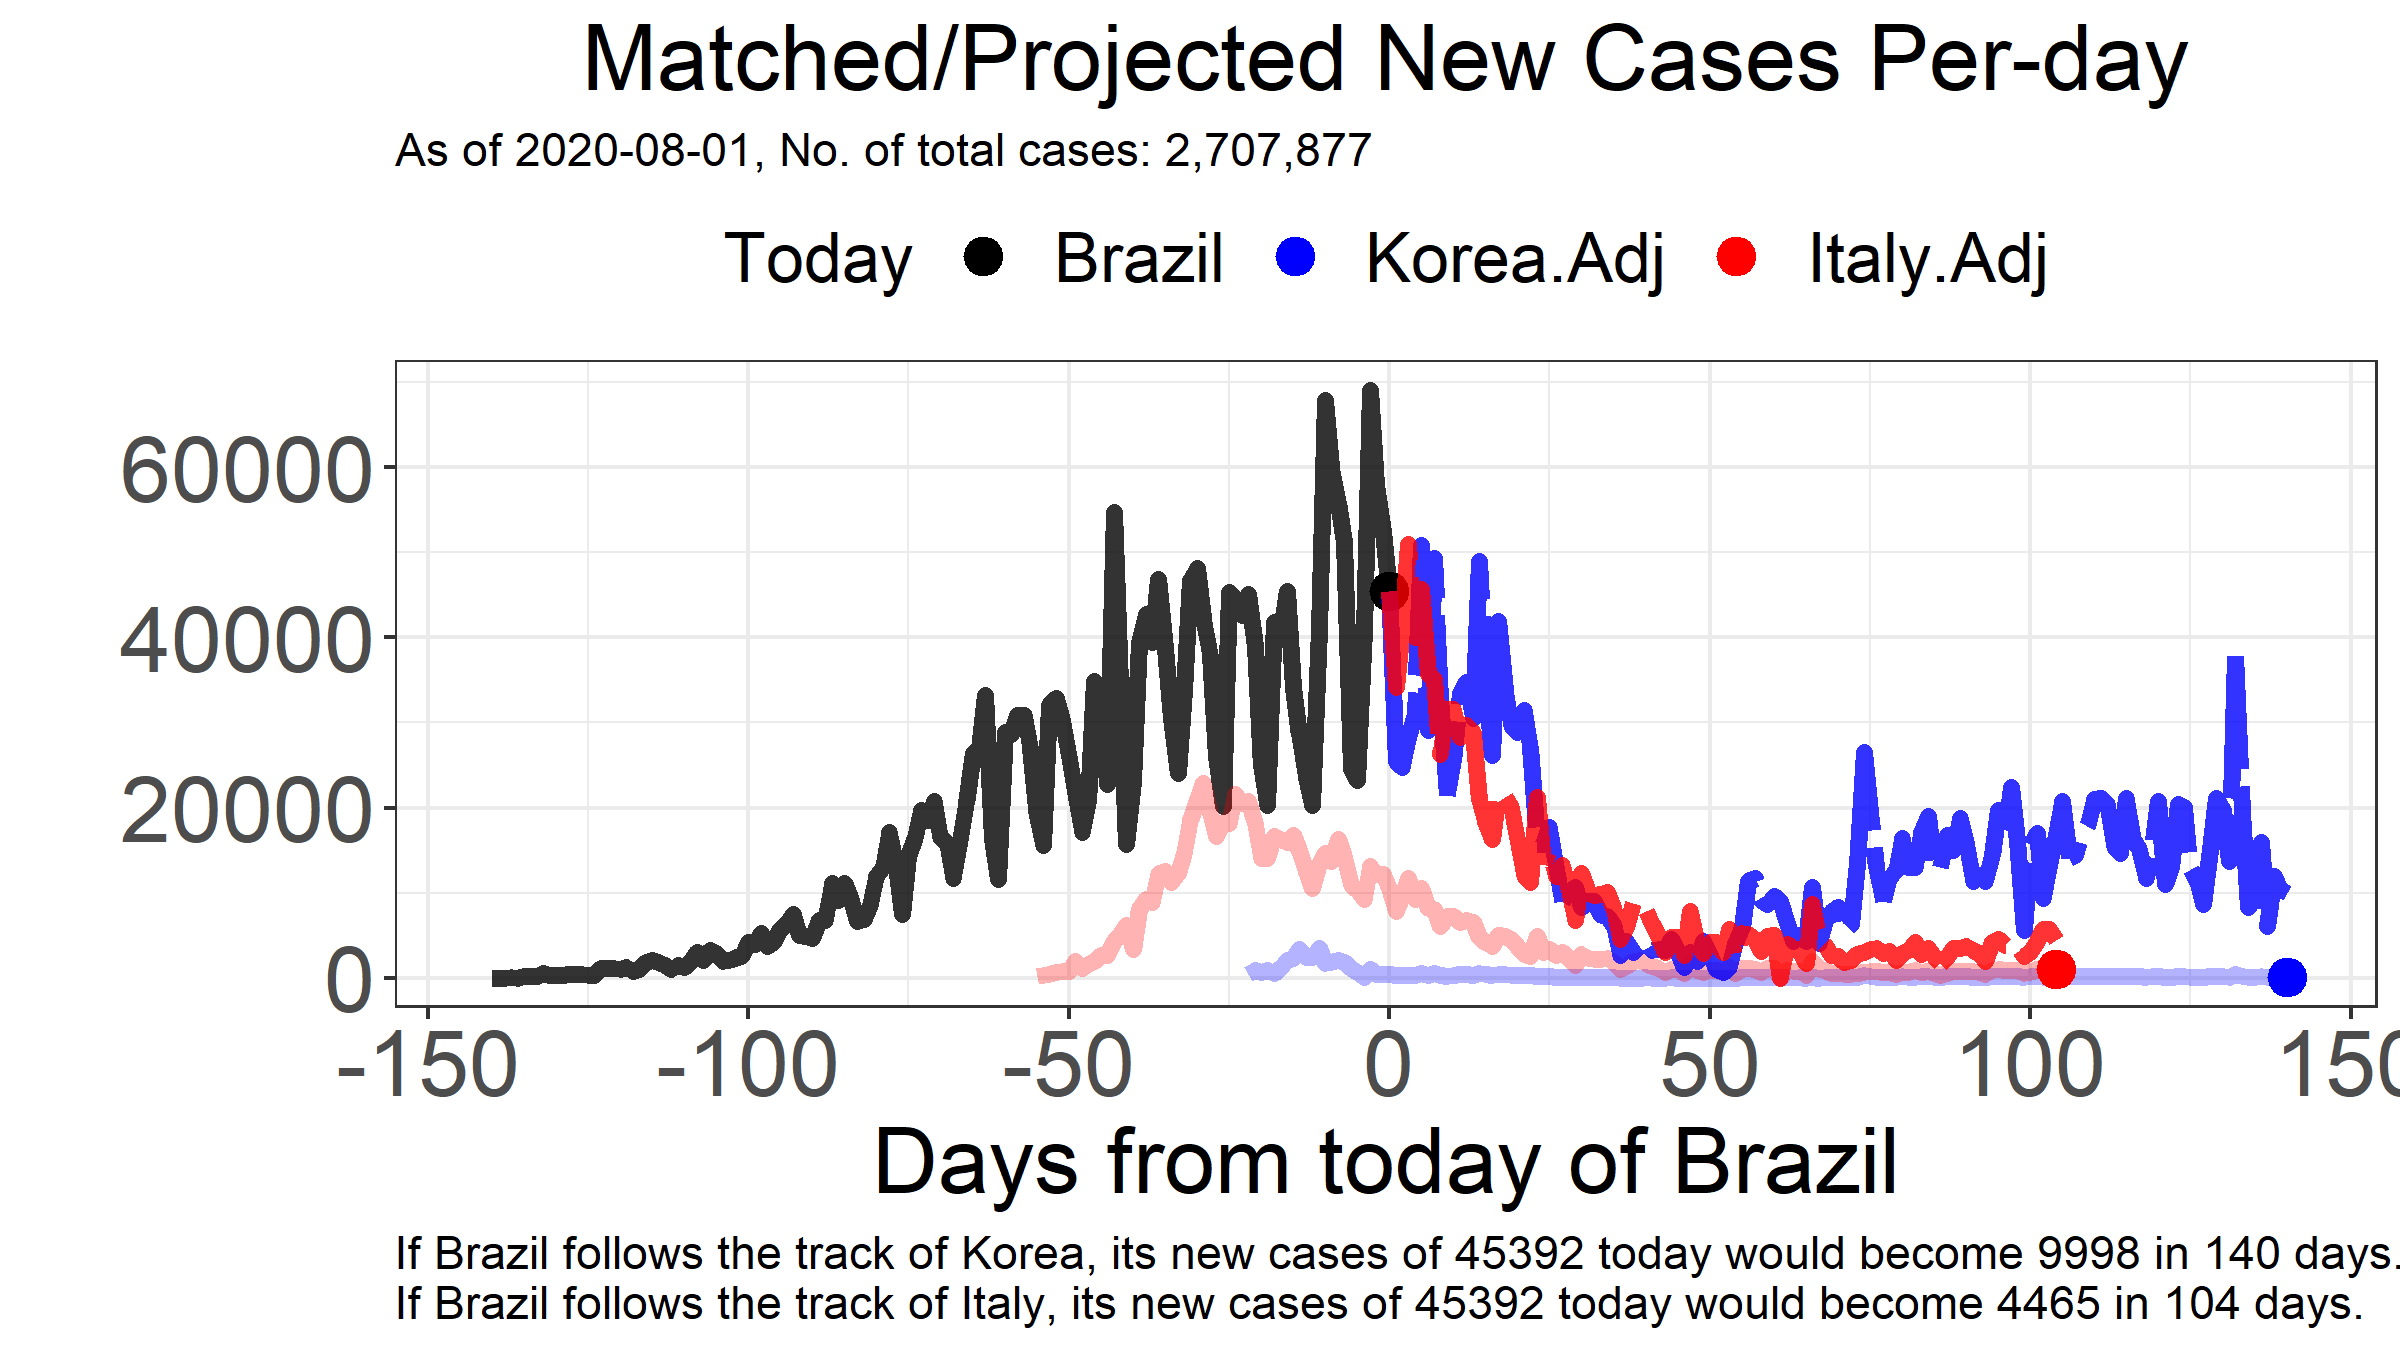 Matched/Projected New Cases Per-day
As of 2020-08-01, No. of total cases: 2,707,877
Today Brazil Korea.Adj Italy.Adj
60000
40000
20000
0
-150 -100 -50 0 50 100 150
Days from today of Brazil
If Brazil follows the track of Korea, its new cases of 45392 today would become 9998 in 140 days.
If Brazil follows the track of Italy, its new cases of 45392 today would become 4465 in 104 days.